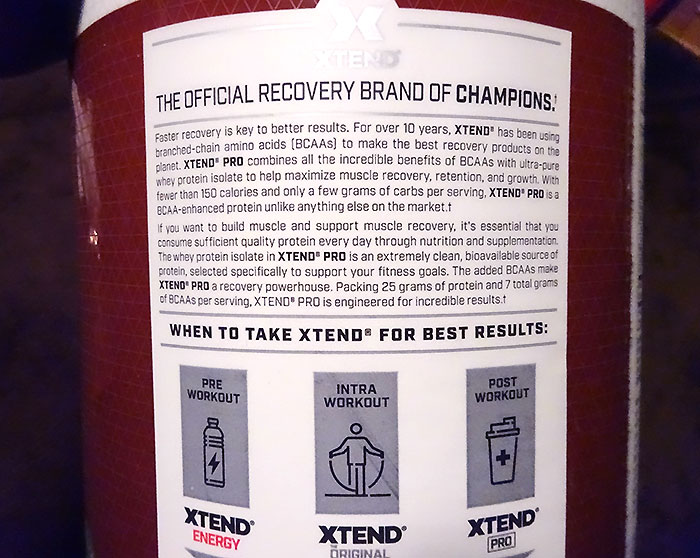 XTEND®
THE OFFICIAL RECOVERY BRAND OF CHAMPIONS.†
Faster recovery is key to better results. For over 10 years, XTEND® has been using
branched-chain amino acids (BCAAs) to make the best recovery products on the
planet. XTEND® PRO combines all the incredible benefits of BCAAs with ultra-pure
whey protein isolate to help maximize muscle recovery, retention, and growth. With
fewer than 150 calories and only a few grams of carbs per serving, XTEND® PRO is a
BCAA-enhanced protein unlike anything else on the market.†
If you want to build muscle and support muscle recovery, it's essential that you
consume sufficient quality protein every day through nutrition and supplementation.
The whey protein isolate in XTEND® PRO is an extremely clean, bioavailable source of
protein, selected specifically to support your fitness goals. The added BCAAs make
XTEND® PRO a recovery powerhouse. Packing 25 grams of protein and 7 total grams
of BCAAs per serving, XTEND® PRO is engineered for incredible results.†
WHEN TO TAKE XTEND® FOR BEST RESULTS:
PRE
WORKOUT
INTRA
WORKOUT
POST
WORKOUT
XTEND®
ENERGY
XTEND®
THE ORIGINAL
XTEND®
PRO